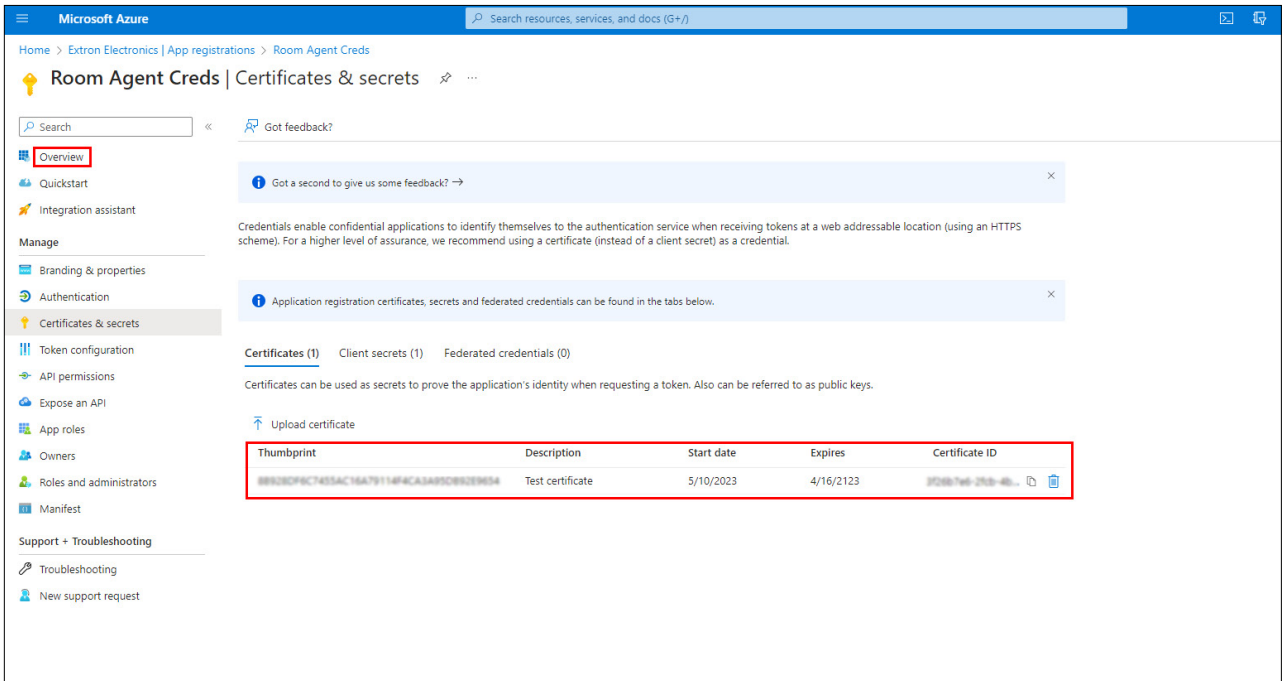 Microsoft Azure
Search resources, services, and docs (G+/)
Home > Extron Electronics | App registrations > Room Agent Creds
Room Agent Creds | Certificates & secrets
Search
Got feedback?
Overview
Quickstart
Integration assistant
Manage
Branding & properties
Authentication
Certificates & secrets
Token configuration
API permissions
Expose an API
App roles
Owners
Roles and administrators
Manifest
Support + Troubleshooting
Troubleshooting
New support request
Got a second to give us some feedback? →
Credentials enable confidential applications to identify themselves to the authentication service when receiving tokens at a web addressable location (using an HTTPS
scheme). For a higher level of assurance, we recommend using a certificate (instead of a client secret) as a credential.
Application registration certificates, secrets and federated credentials can be found in the tabs below.
Certificates (1) Client secrets (1) Federated credentials (0)
Certificates can be used as secrets to prove the application's identity when requesting a token. Also can be referred to as public keys.
Upload certificate
Thumbprint Description Start date Expires Certificate ID
Test certificate 5/10/2023 4/16/2123